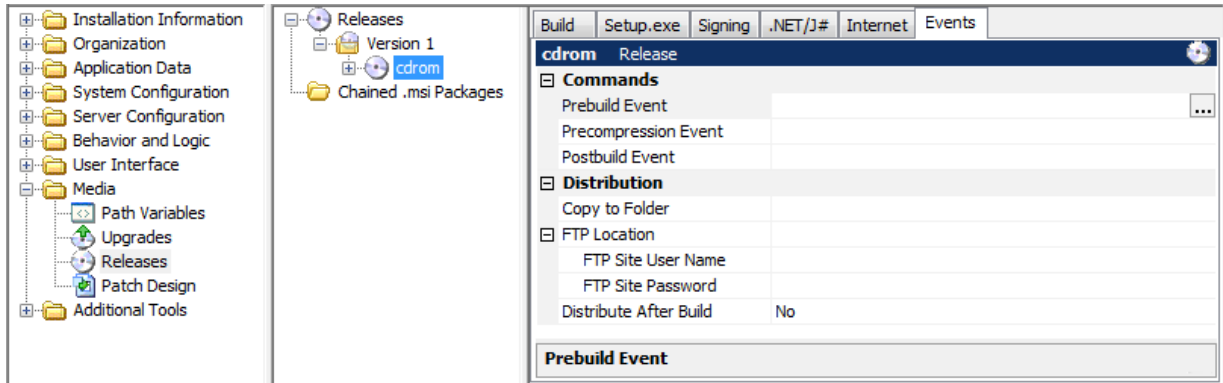 Installation Information
Organization
Application Data
System Configuration
Server Configuration
Behavior and Logic
User Interface
Media
Path Variables
Upgrades
Releases
Patch Design
Additional Tools
Releases
Version 1
cdrom
Chained .msi Packages
Build Setup.exe Signing .NET/J# Internet Events
cdrom Release
Commands
Prebuild Event ...
Precompression Event
Postbuild Event
Distribution
Copy to Folder
FTP Location
FTP Site User Name
FTP Site Password
Distribute After Build No
Prebuild Event